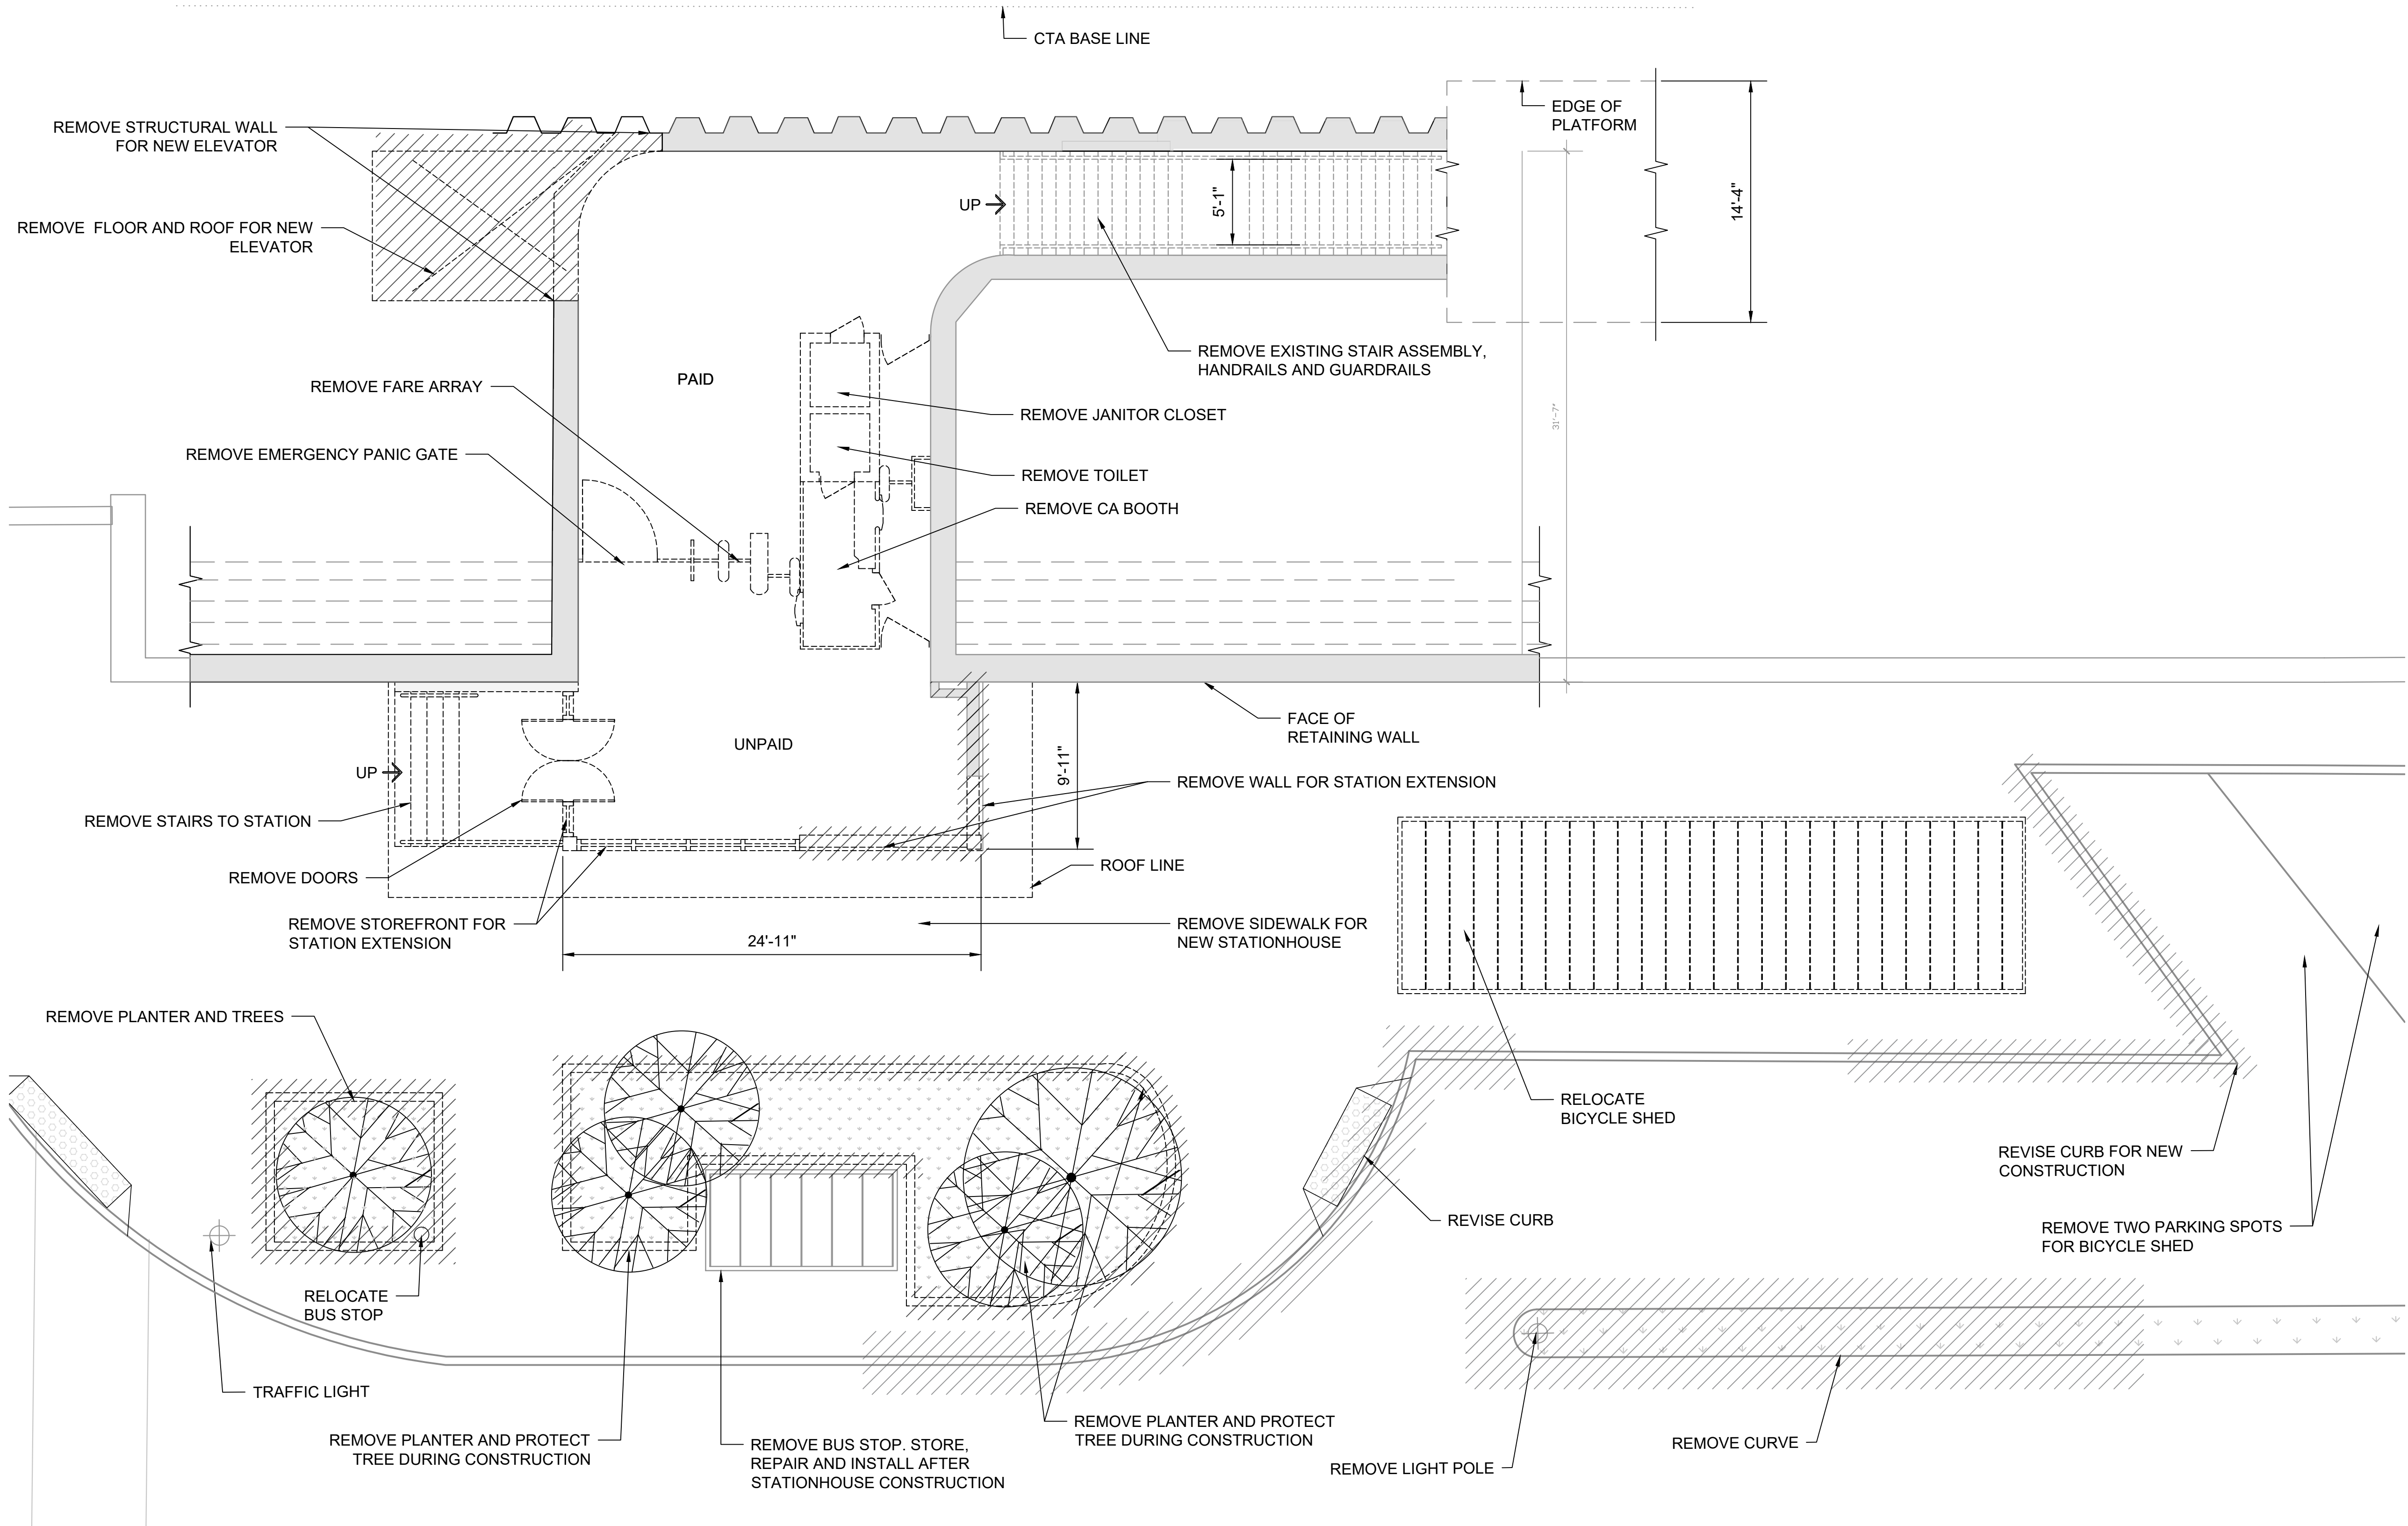 CTA BASE LINE
EDGE OF
PLATFORM
REMOVE STRUCTURAL WALL
FOR NEW ELEVATOR
14'-4"
5'-1"
UP
REMOVE  FLOOR AND ROOF FOR NEW
ELEVATOR
REMOVE EXISTING STAIR ASSEMBLY,
HANDRAILS AND GUARDRAILS
PAID
REMOVE FARE ARRAY
31'-7"
REMOVE JANITOR CLOSET
REMOVE EMERGENCY PANIC GATE
REMOVE TOILET
REMOVE CA BOOTH
FACE OF
RETAINING WALL
UNPAID
9'-11"
UP
REMOVE WALL FOR STATION EXTENSION
REMOVE STAIRS TO STATION
ROOF LINE
REMOVE DOORS
REMOVE STOREFRONT FOR
STATION EXTENSION
24'-11"
REMOVE SIDEWALK FOR
NEW STATIONHOUSE
REMOVE PLANTER AND TREES
RELOCATE
BICYCLE SHED
REVISE CURB FOR NEW
CONSTRUCTION
REVISE CURB
REMOVE TWO PARKING SPOTS
FOR BICYCLE SHED
RELOCATE
BUS STOP
TRAFFIC LIGHT
REMOVE PLANTER AND PROTECT
TREE DURING CONSTRUCTION
REMOVE BUS STOP. STORE,
REPAIR AND INSTALL AFTER
STATIONHOUSE CONSTRUCTION
REMOVE PLANTER AND PROTECT
TREE DURING CONSTRUCTION
REMOVE LIGHT POLE
REMOVE CURVE